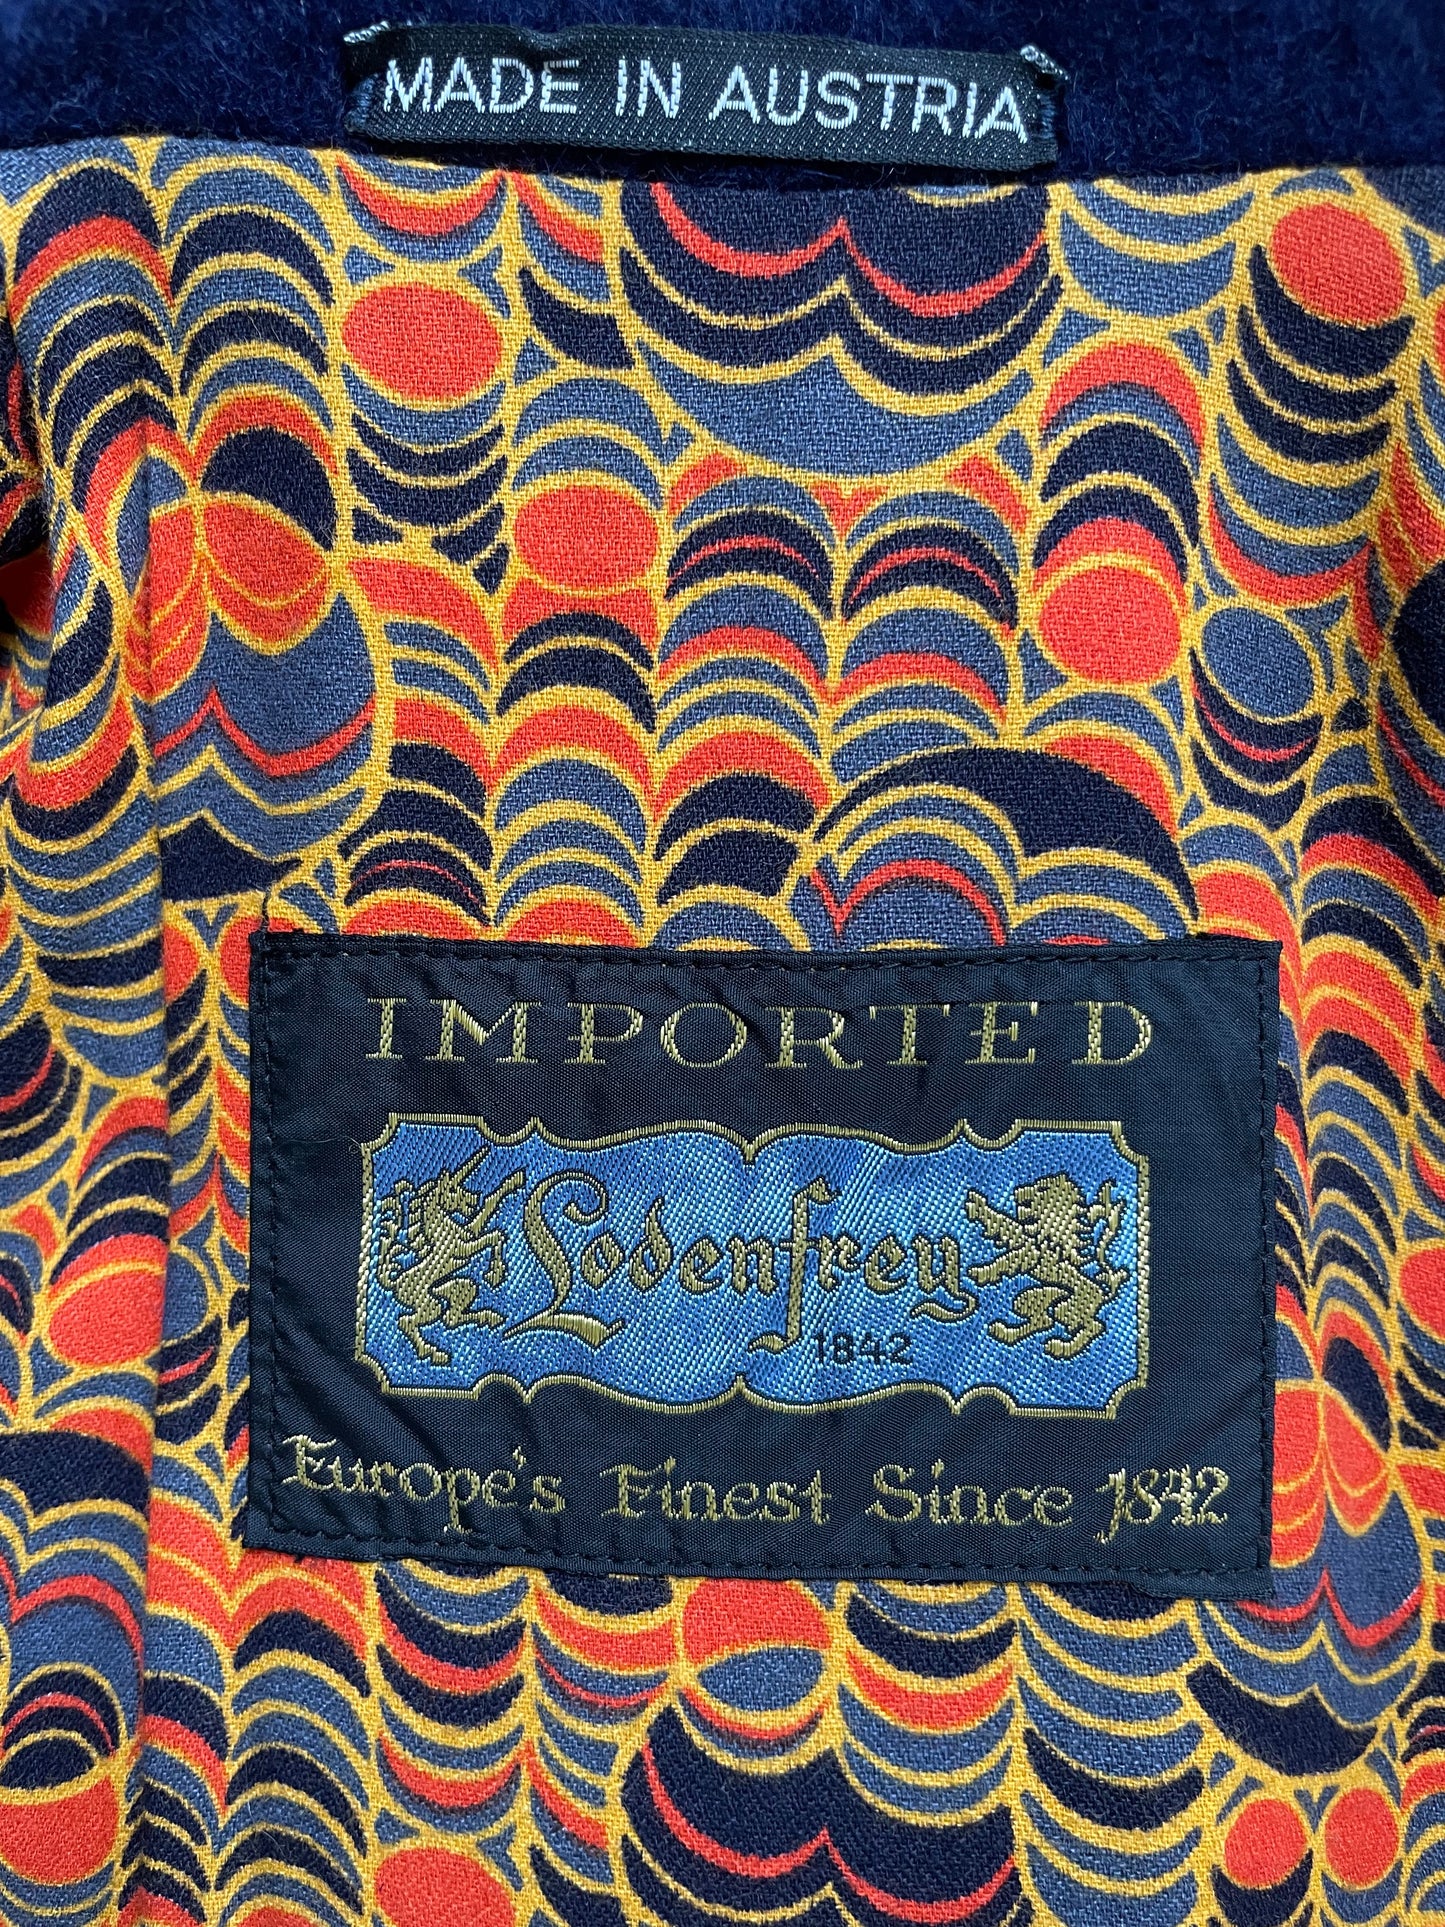 MADE IN AUSTRIA
IMPORTED
Lodenfrey
1842
Europe's Finest Since 1842